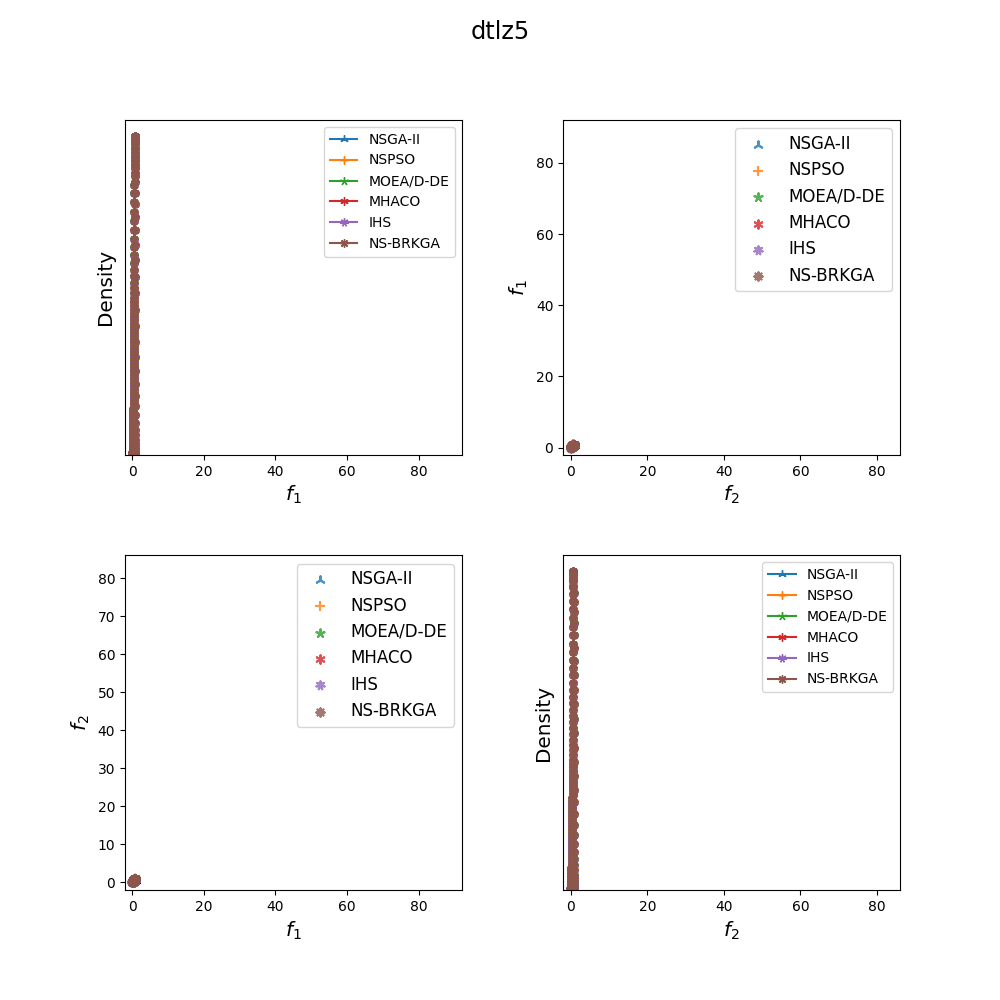 dtlz5
Density
NSGA-II
NSPSO
MOEA/D-DE
MHACO
IHS
NS-BRKGA
0 20 40 60 80
f1
f1
80
60
40
20
0
NSGA-II
NSPSO
MOEA/D-DE
MHACO
IHS
NS-BRKGA
0 20 40 60 80
f2
f2
80
70
60
50
40
30
20
10
0
NSGA-II
NSPSO
MOEA/D-DE
MHACO
IHS
NS-BRKGA
0 20 40 60 80
f1
Density
NSGA-II
NSPSO
MOEA/D-DE
MHACO
IHS
NS-BRKGA
0 20 40 60 80
f2